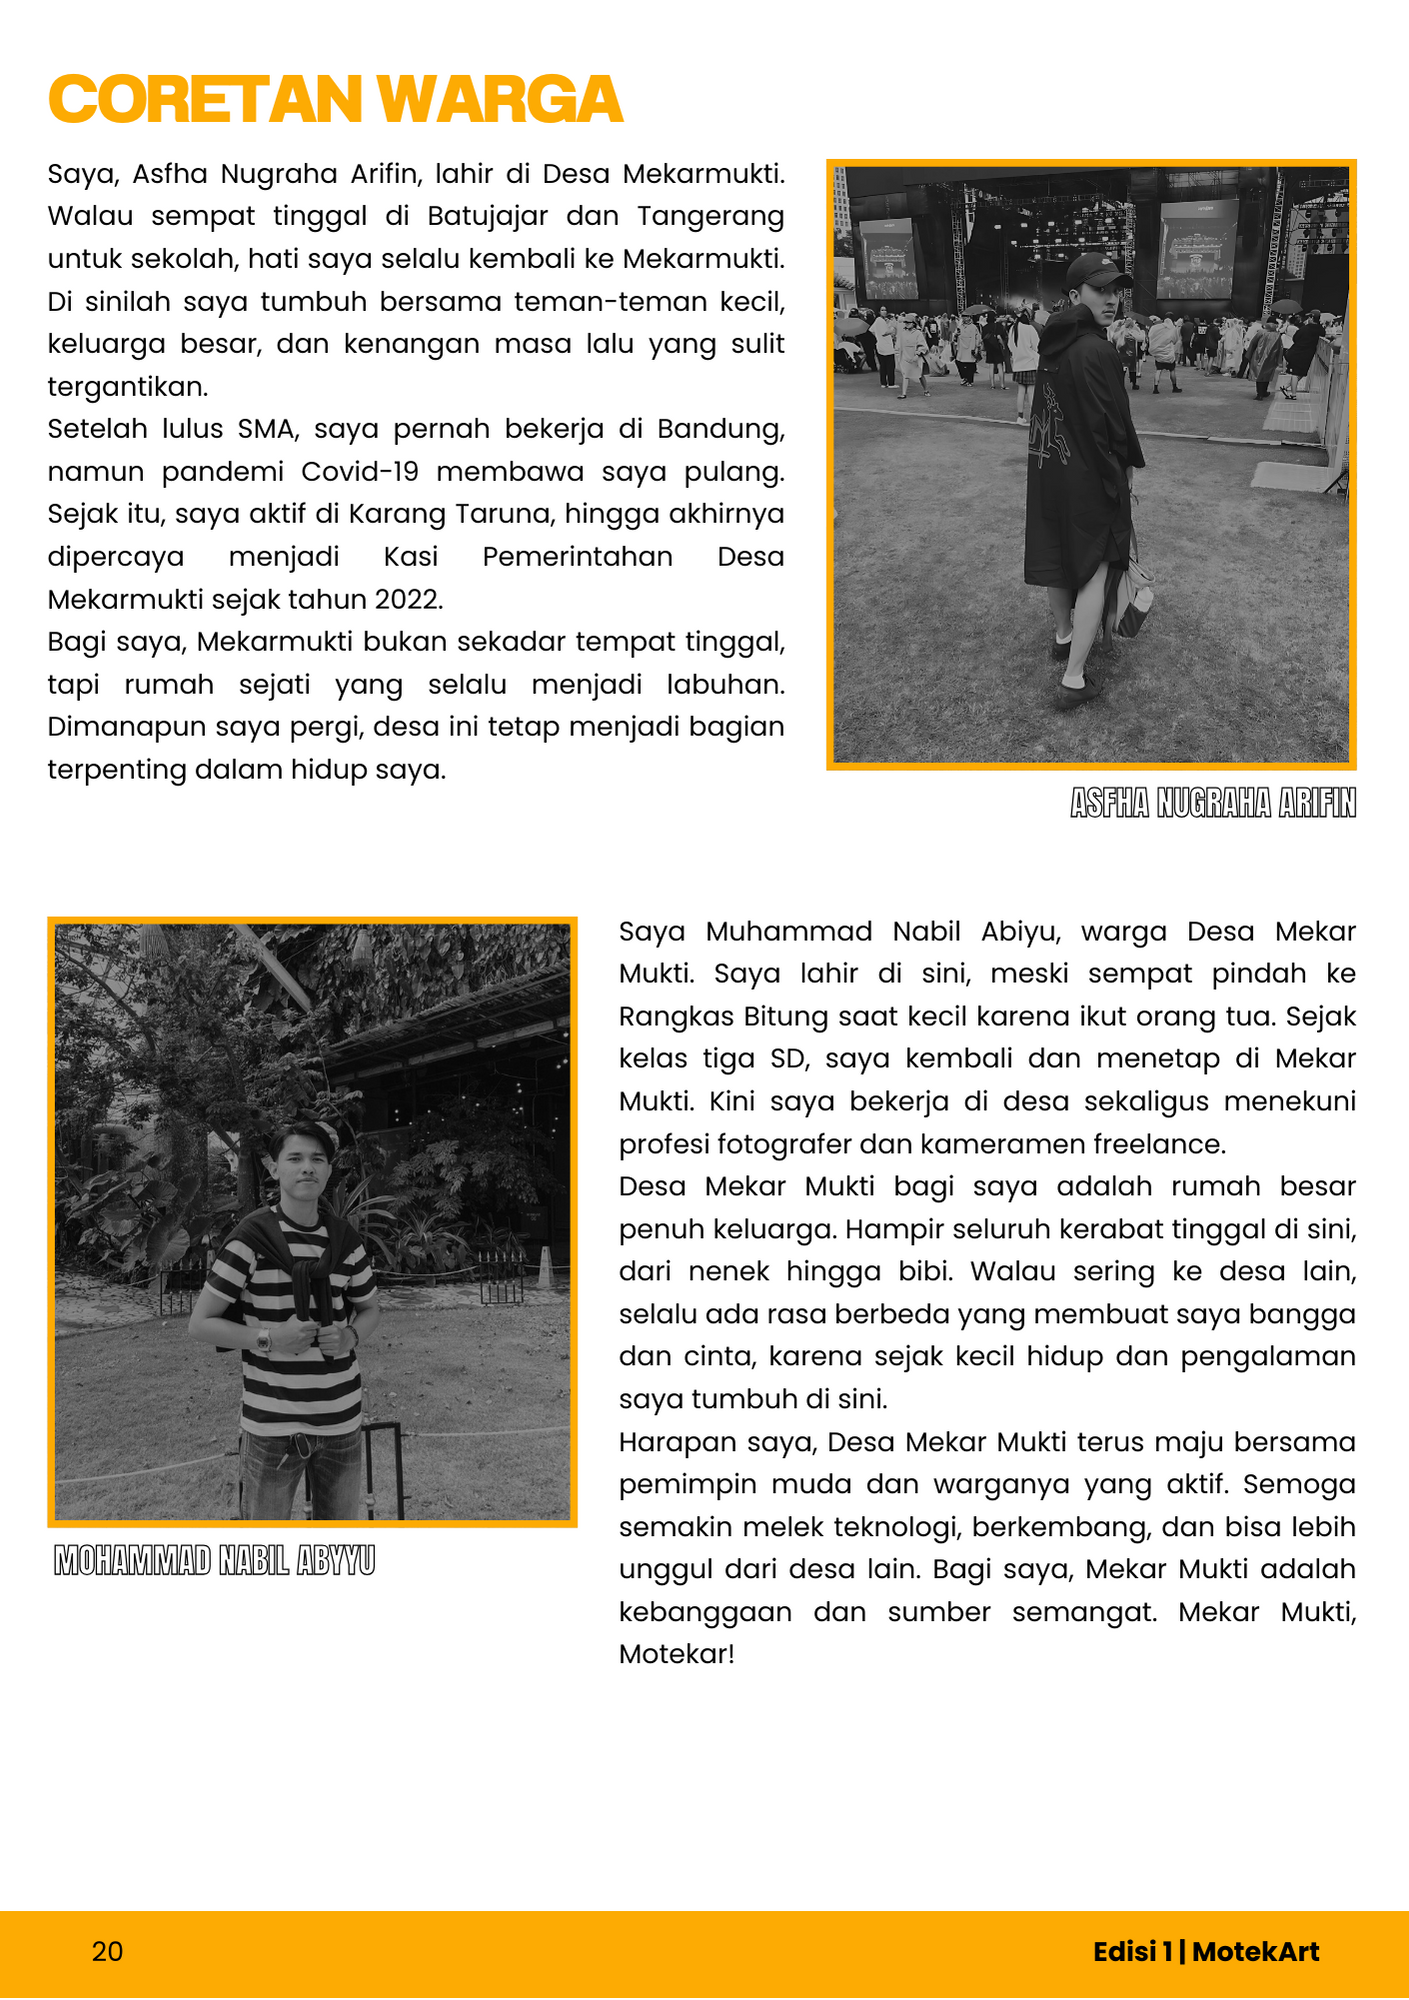 CORETAN WARGA
Saya, Asfha Nugraha Arifin, lahir di Desa Mekarmukti.
Walau sempat tinggal di Batujajar dan Tangerang
untuk sekolah, hati saya selalu kembali ke Mekarmukti.
Di sinilah saya tumbuh bersama teman-teman kecil,
keluarga besar, dan kenangan masa lalu yang sulit
tergantikan.
Setelah lulus SMA, saya pernah bekerja di Bandung,
namun pandemi Covid-19 membawa saya pulang.
Sejak itu, saya aktif di Karang Taruna, hingga akhirnya
dipercaya menjadi Kasi Pemerintahan Desa
Mekarmukti sejak tahun 2022.
Bagi saya, Mekarmukti bukan sekadar tempat tinggal,
tapi rumah sejati yang selalu menjadi labuhan.
Dimanapun saya pergi, desa ini tetap menjadi bagian
terpenting dalam hidup saya.
ASFHA NUGRAHA ARIFIN
Saya Muhammad Nabil Abiyu, warga Desa Mekar
Mukti. Saya lahir di sini, meski sempat pindah ke
Rangkas Bitung saat kecil karena ikut orang tua. Sejak
kelas tiga SD, saya kembali dan menetap di Mekar
Mukti. Kini saya bekerja di desa sekaligus menekuni
profesi fotografer dan kameramen freelance.
Desa Mekar Mukti bagi saya adalah rumah besar
penuh keluarga. Hampir seluruh kerabat tinggal di sini,
dari nenek hingga bibi. Walau sering ke desa lain,
selalu ada rasa berbeda yang membuat saya bangga
dan cinta, karena sejak kecil hidup dan pengalaman
saya tumbuh di sini.
Harapan saya, Desa Mekar Mukti terus maju bersama
pemimpin muda dan warganya yang aktif. Semoga
semakin melek teknologi, berkembang, dan bisa lebih
unggul dari desa lain. Bagi saya, Mekar Mukti adalah
kebanggaan dan sumber semangat. Mekar Mukti,
Motekar!
MOHAMMAD NABIL ABYYU
20
Edisi 1 | MotekArt